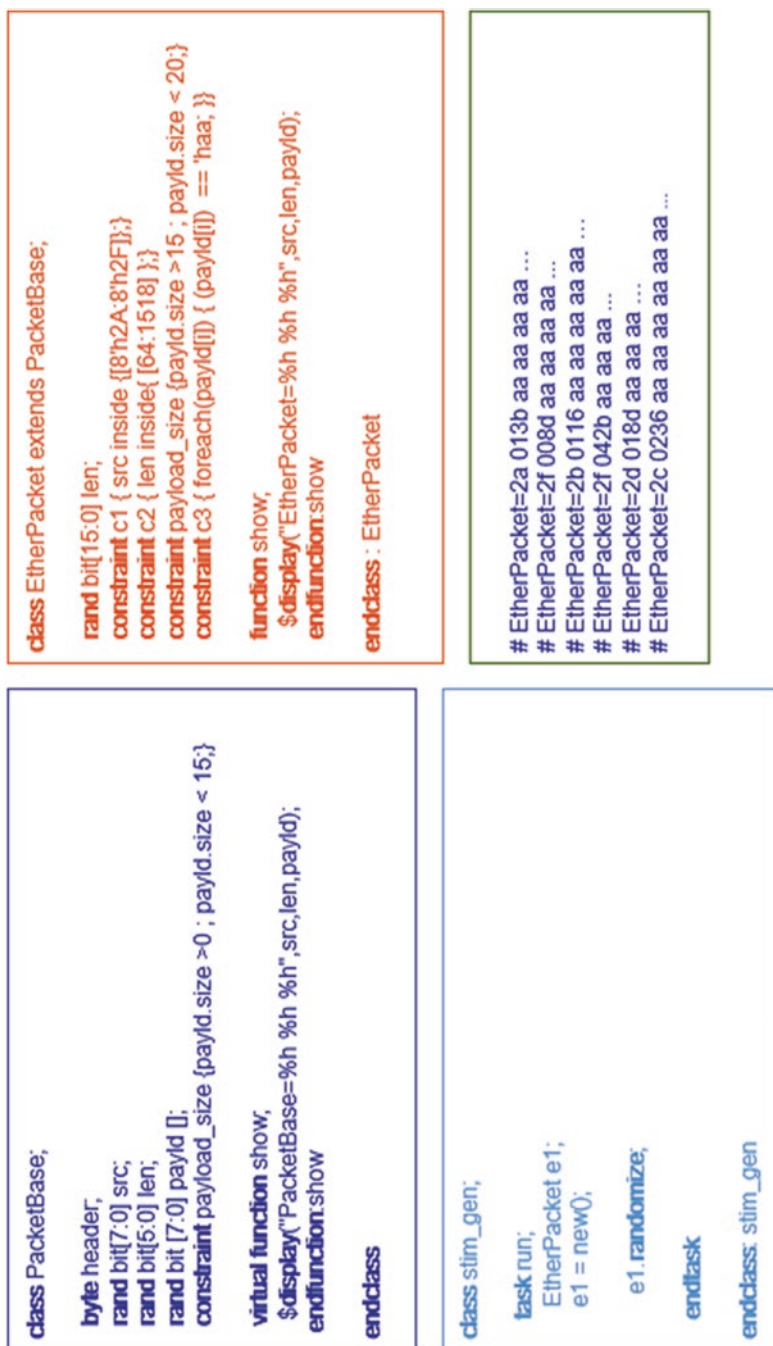 class PacketBase;
byte header;
rand bit[7:0] src;
rand bit[5:0] len;
rand bit [7:0] payld [];
constraint payload_size {payld.size >0 ; payld.size < 15;}
virtual function show;
$display("PacketBase=%h %h %h",src,len,payld);
endfunction:show
endclass
class EtherPacket extends PacketBase;
rand bit[15:0] len;
constraint c1 { src inside {[8'h2A:8'h2F]};}
constraint c2 { len inside{ [64:1518] };}
constraint payload_size {payld.size >15 ; payld.size < 20;}
constraint c3 { foreach(payld[i]) { (payld[i]) == 'haa; }}
function show;
$display("EtherPacket=%h %h %h",src,len,payld);
endfunction:show
endclass : EtherPacket
class stim_gen;
task run;
EtherPacket e1;
e1 = new();
e1.randomize;
endtask
endclass: stim_gen
# EtherPacket=2a 013b aa aa aa aa ...
# EtherPacket=2f 008d aa aa aa aa ...
# EtherPacket=2b 0116 aa aa aa aa aa ...
# EtherPacket=2f 042b aa aa aa ...
# EtherPacket=2d 018d aa aa aa ...
# EtherPacket=2c 0236 aa aa aa aa aa aa ...